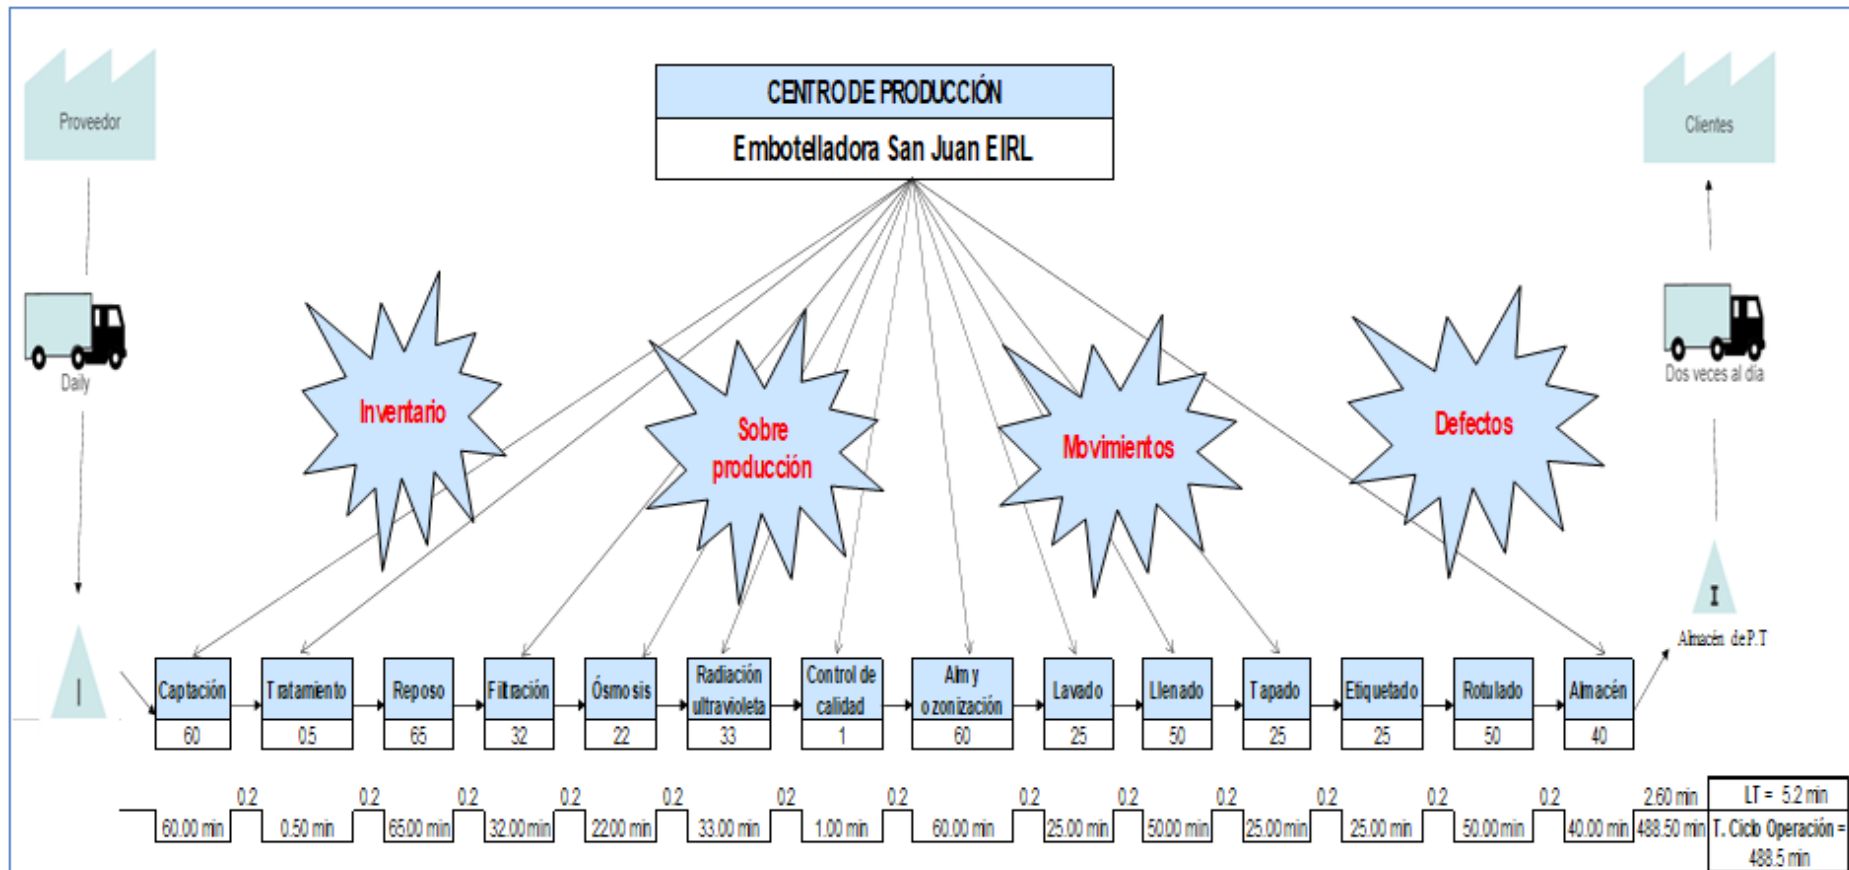 CENTRO DE PRODUCCIÓN
Embotelladora San Juan EIRL
Proveedor
Clientes
Daily
Dos veces al día
Inventario
Sobre
producción
Movimientos
Defectos
I
I
Almacén de P.T
Captación
Tratamiento
Reposo
Filtración
Ósmosis
Radiación
ultravioleta
Control de
calidad
Alm y
ozonización
Lavado
Llenado
Tapado
Etiquetado
Rotulado
Almacén
60
0.5
65
32
22
33
1
60
25
50
25
25
50
40
0.2
0.2
0.2
0.2
0.2
0.2
0.2
0.2
0.2
0.2
0.2
0.2
0.2
2.60 min
LT = 5.2 min
60.00 min
0.50 min
65.00 min
32.00 min
22.00 min
33.00 min
1.00 min
60.00 min
25.00 min
50.00 min
25.00 min
25.00 min
50.00 min
40.00 min
488.50 min
T. Ciclo Operación =
488.5 min